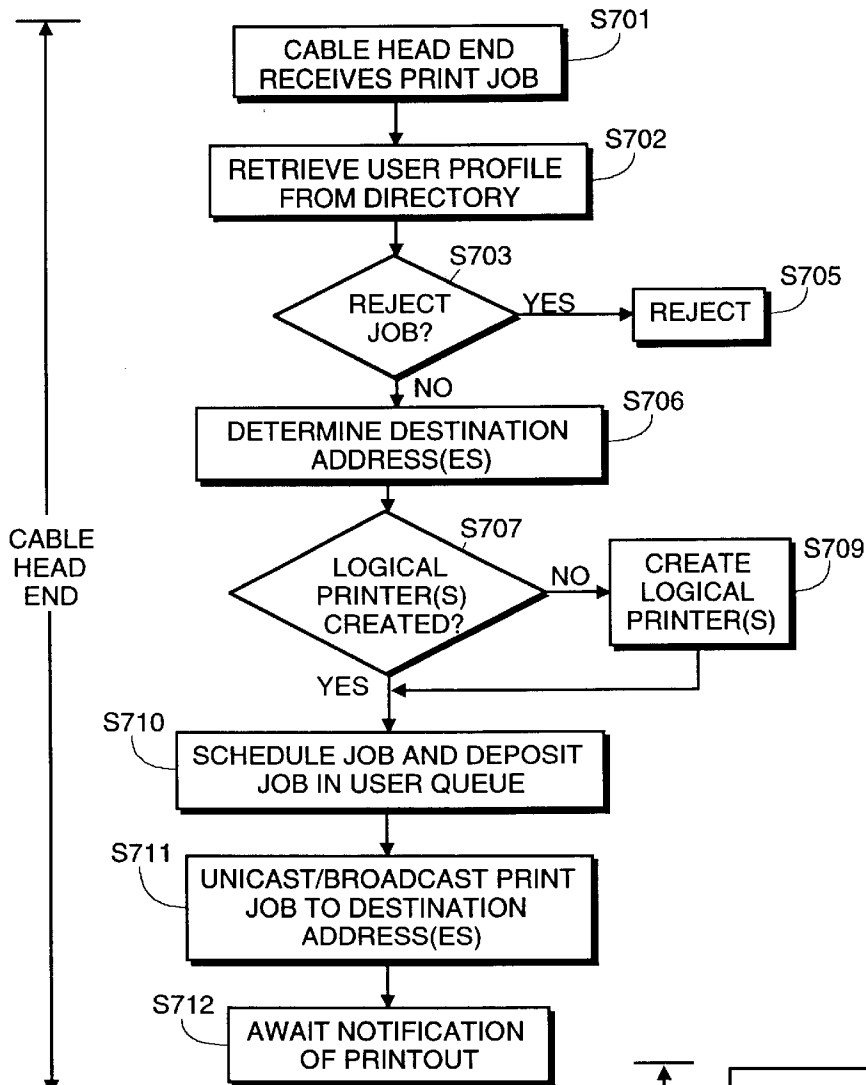 S701
CABLE HEAD END
RECEIVES PRINT JOB
S702
RETRIEVE USER PROFILE
FROM DIRECTORY
S703
REJECT
JOB?
YES
S705
REJECT
NO
S706
DETERMINE DESTINATION
ADDRESS(ES)
CABLE
HEAD
END
S707
LOGICAL
PRINTER(S)
CREATED?
NO
S709
CREATE
LOGICAL
PRINTER(S)
YES
S710
SCHEDULE JOB AND DEPOSIT
JOB IN USER QUEUE
S711
UNICAST/BROADCAST PRINT
JOB TO DESTINATION
ADDRESS(ES)
S712
AWAIT NOTIFICATION
OF PRINTOUT